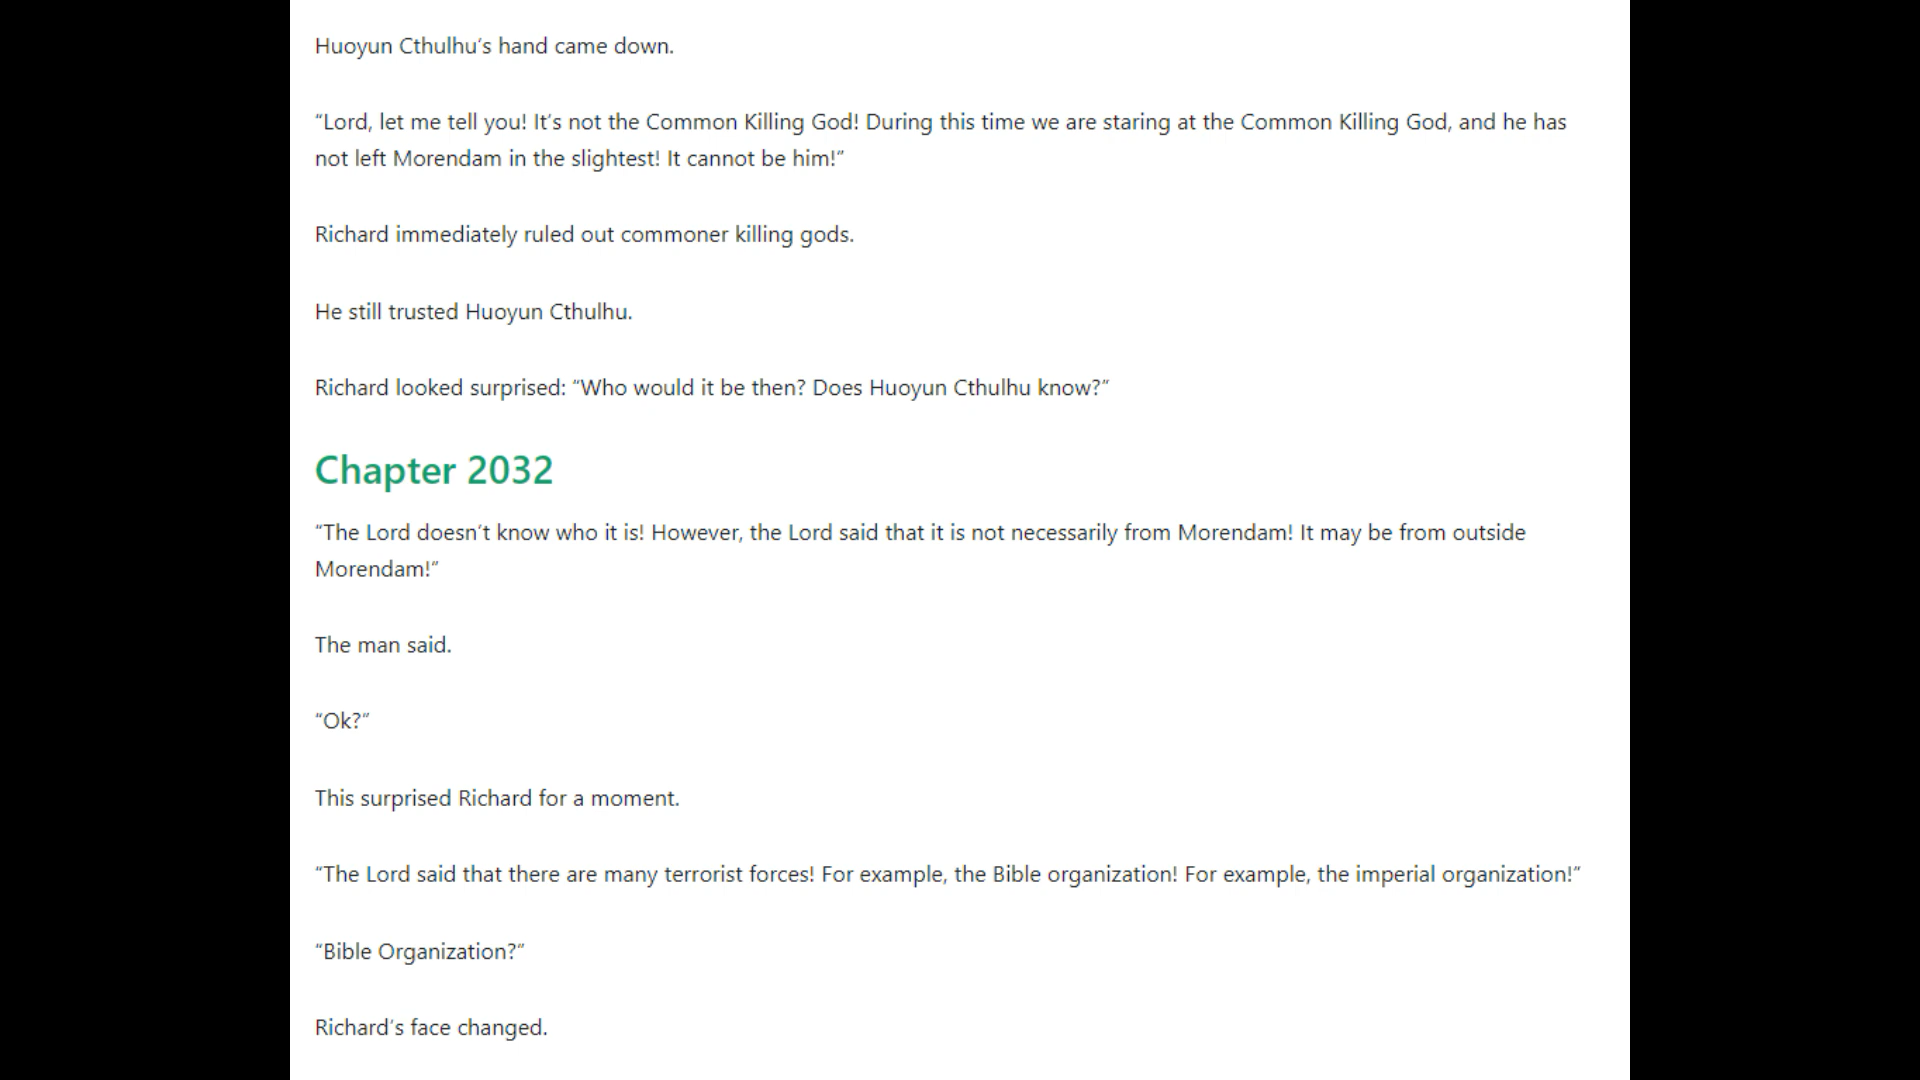 Huoyun Cthulhu’s hand came down.
“Lord, let me tell you! It’s not the Common Killing God! During this time we are staring at the Common Killing God, and he has
not left Morendam in the slightest! It cannot be him!”
Richard immediately ruled out commoner killing gods.
He still trusted Huoyun Cthulhu.
Richard looked surprised: “Who would it be then? Does Huoyun Cthulhu know?”
Chapter 2032
“The Lord doesn’t know who it is! However, the Lord said that it is not necessarily from Morendam! It may be from outside
Morendam!”
The man said.
“Ok?”
This surprised Richard for a moment.
“The Lord said that there are many terrorist forces! For example, the Bible organization! For example, the imperial organization!”
“Bible Organization?”
Richard’s face changed.